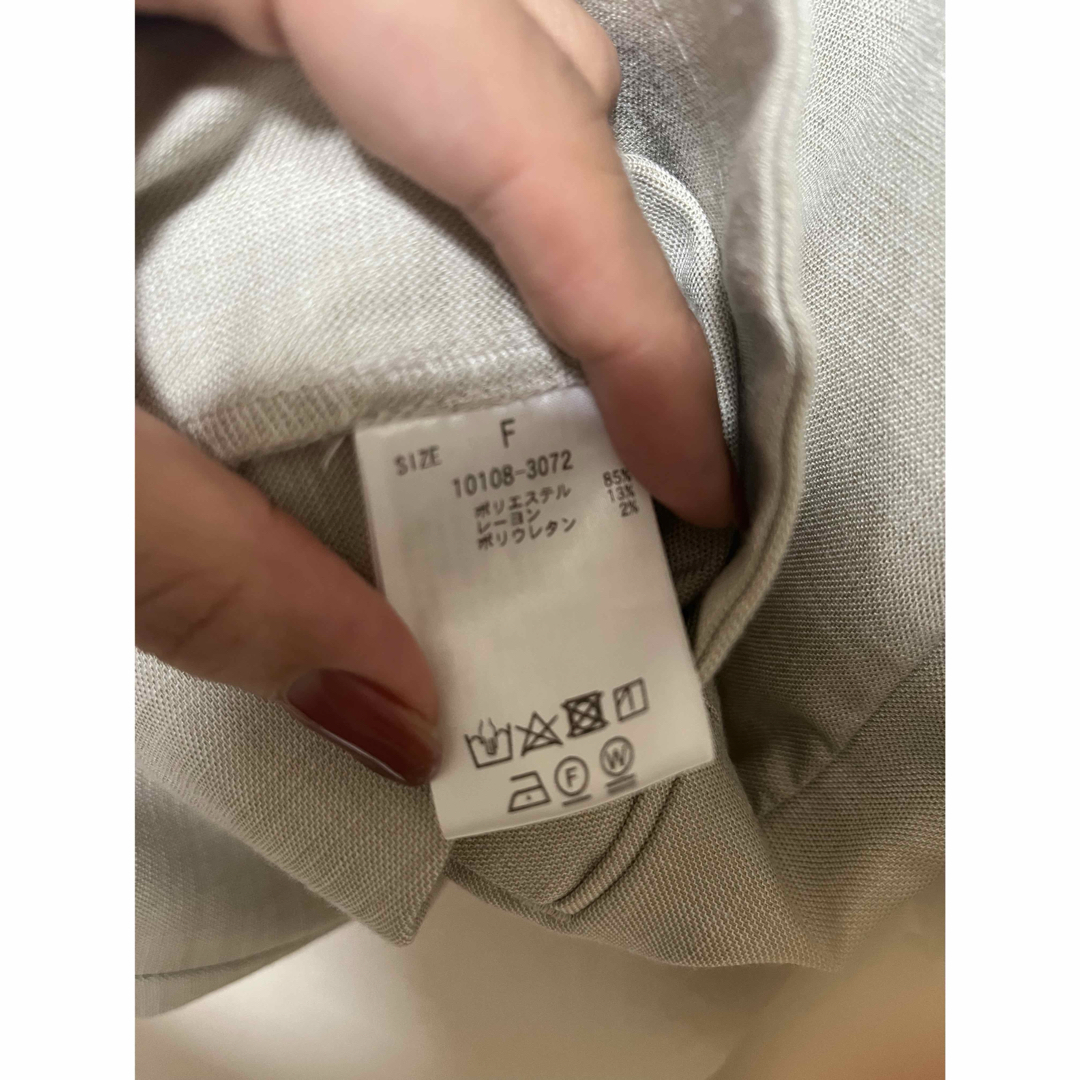 SIZE F
10108-3072
ポリエステル 85%
レーヨン 13%
ポリウレタン 2%
F W